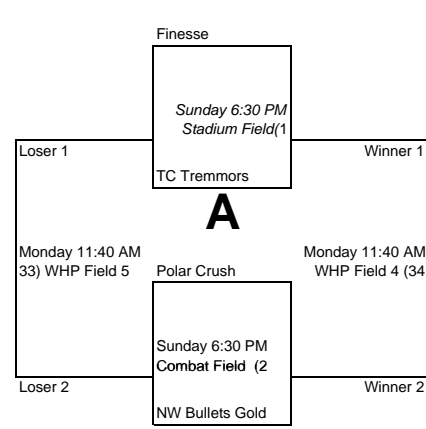 Finesse
Sunday 6:30 PM
Stadium Field(1
Loser 1
Winner 1
TC Tremmors
A
Monday 11:40 AM
33) WHP Field 5
Monday 11:40 AM
WHP Field 4 (34
Polar Crush
Sunday 6:30 PM
Combat Field (2
Loser 2
Winner 2
NW Bullets Gold